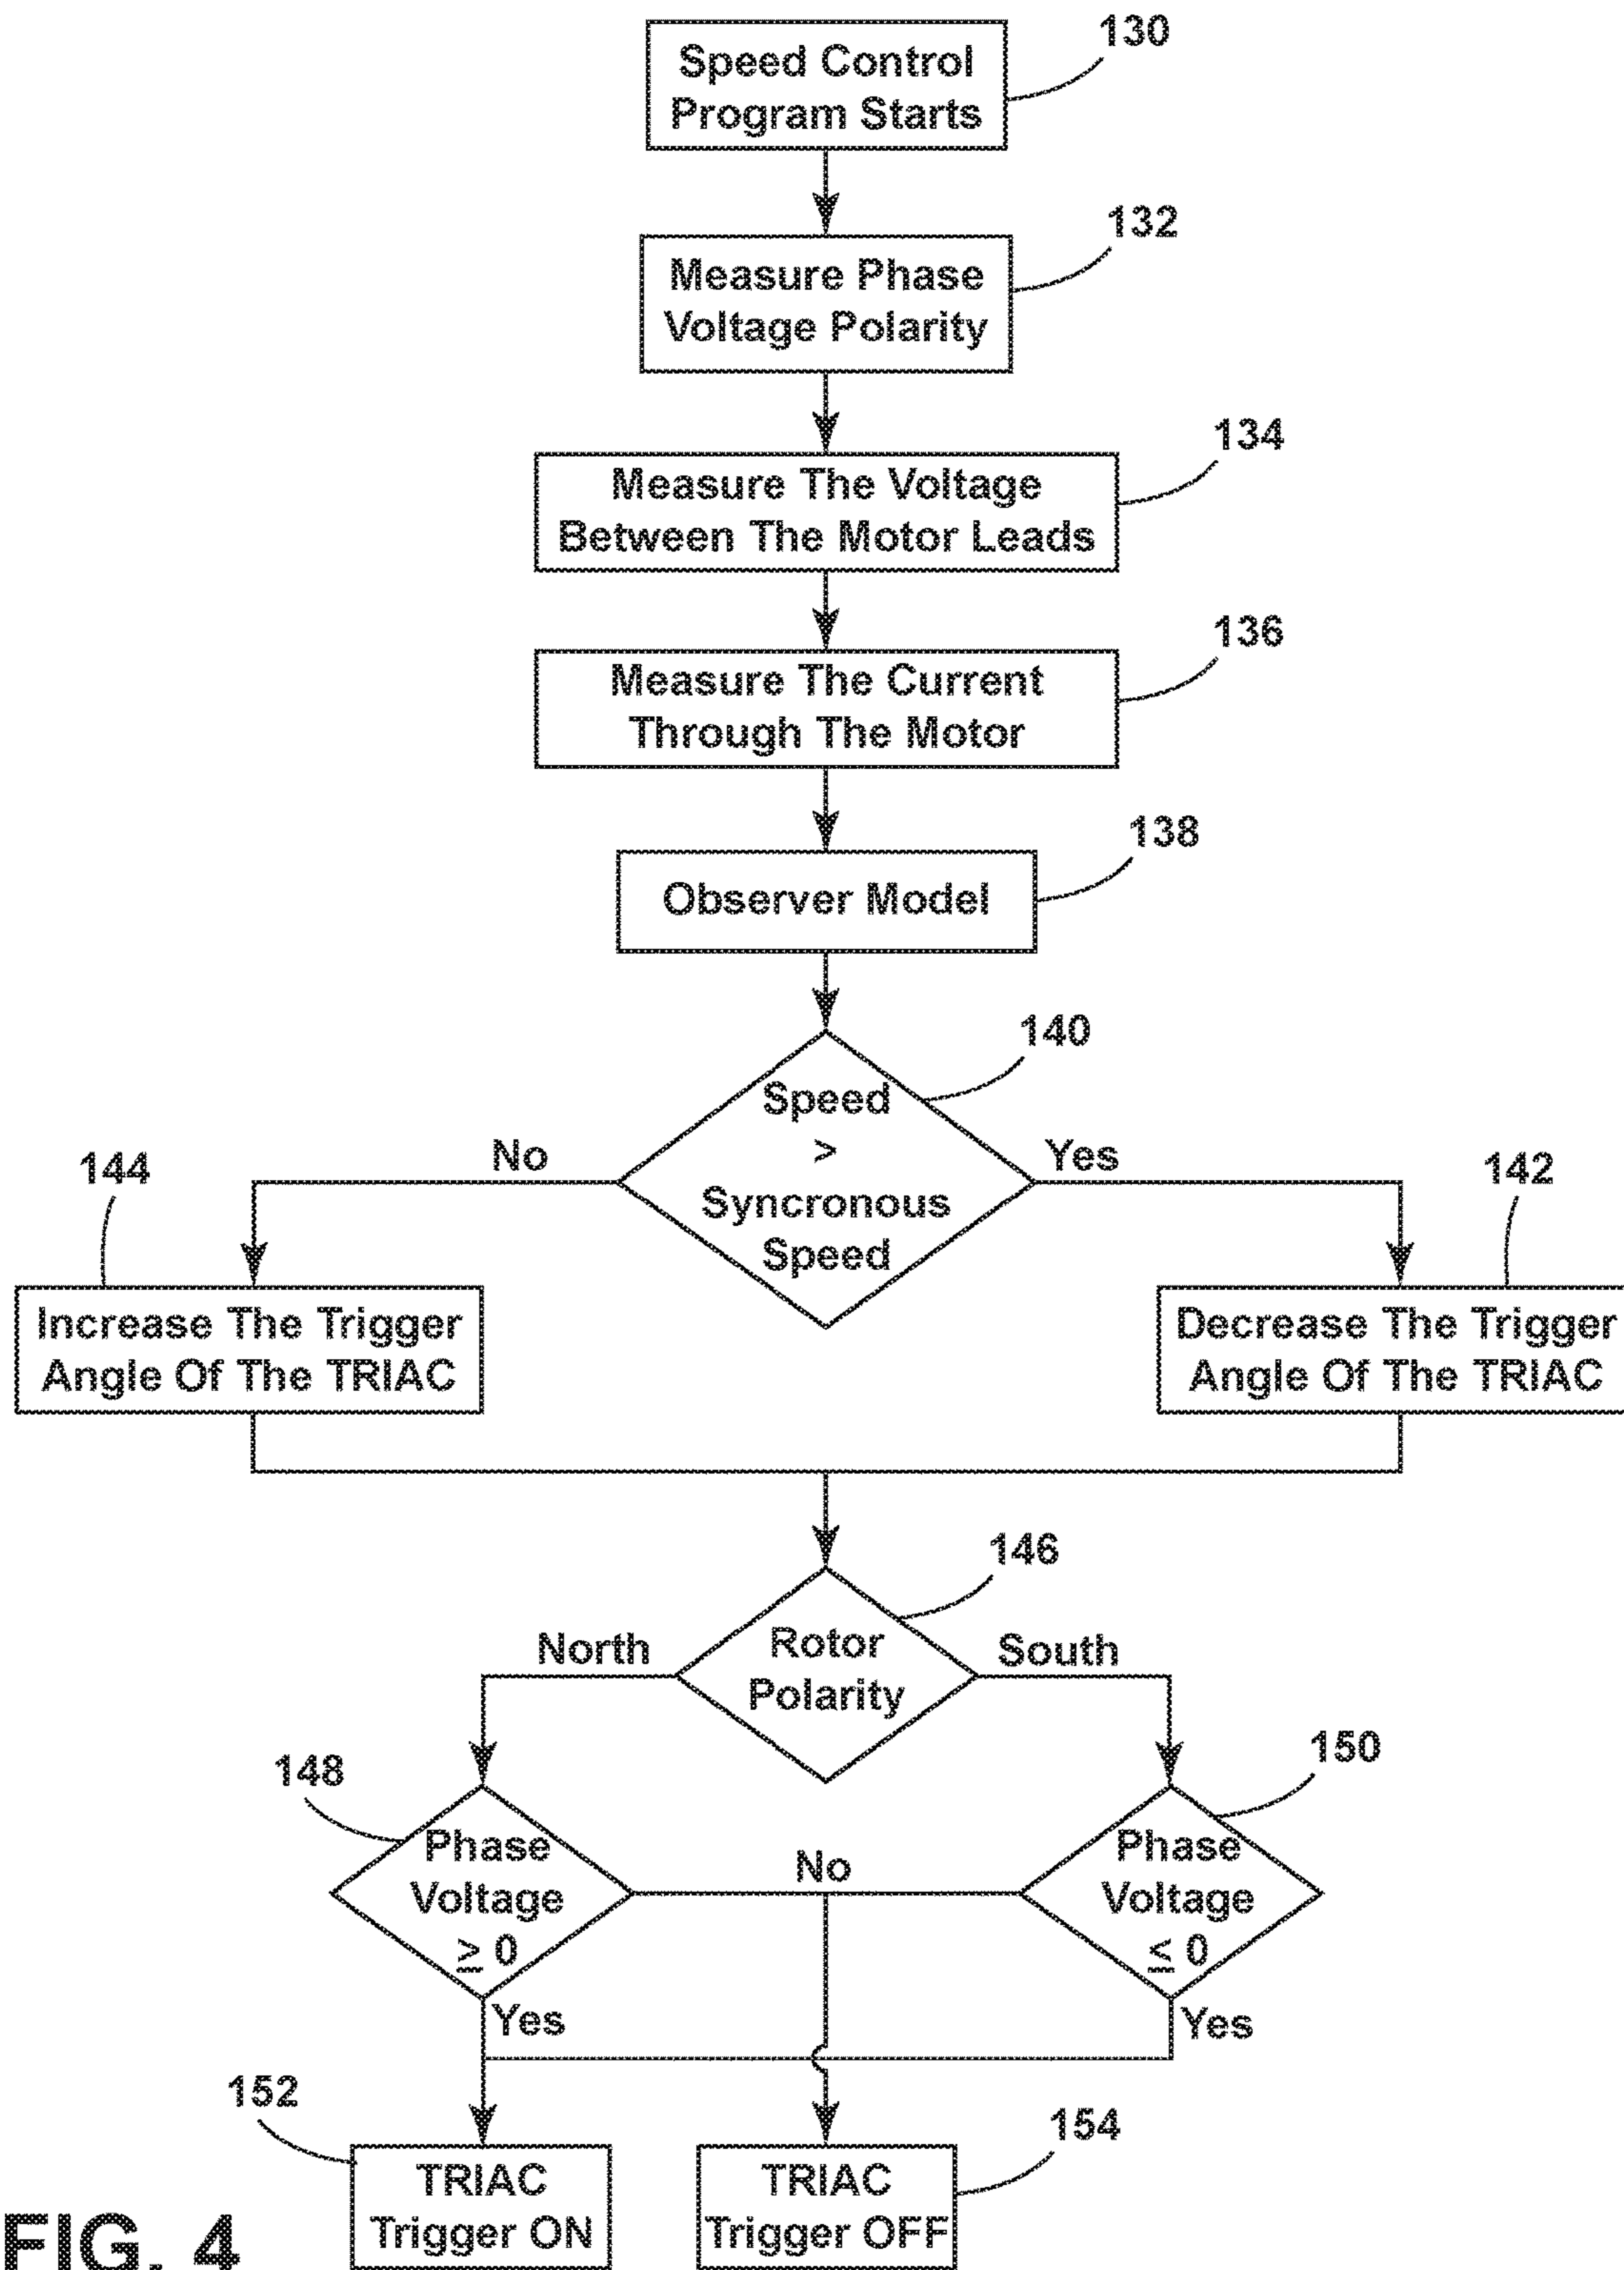 130
Speed Control
Program Starts
132
Measure Phase
Voltage Polarity
134
Measure The Voltage
Between The Motor Leads
136
Measure The Current
Through The Motor
138
Observer Model
140
Speed
>
Syncronous
Speed
No
Yes
144
142
Increase The Trigger
Angle Of The TRIAC
Decrease The Trigger
Angle Of The TRIAC
146
Rotor
Polarity
North
South
148
150
Phase
Voltage
≥ 0
No
Phase
Voltage
≤ 0
Yes
Yes
152
154
TRIAC
Trigger ON
TRIAC
Trigger OFF
FIG. 4